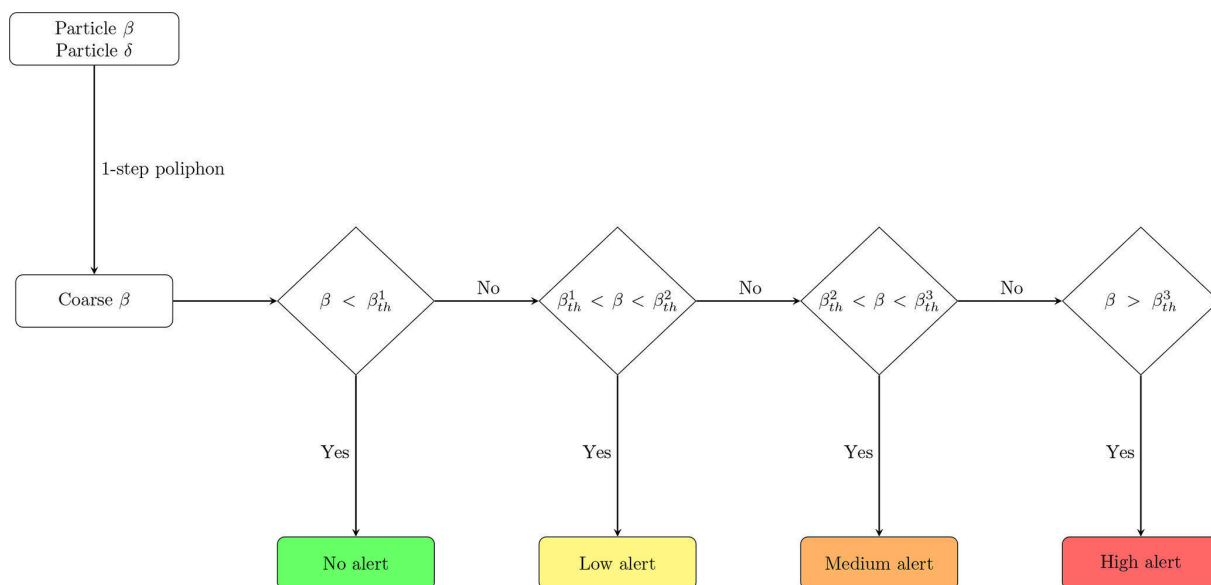 Particle β
Particle δ
1-step poliphon
Coarse β
β < β¹ₜₕ
No
β¹ₜₕ < β < β²ₜₕ
No
β²ₜₕ < β < β³ₜₕ
No
β > β³ₜₕ
Yes
Yes
Yes
Yes
No alert
Low alert
Medium alert
High alert